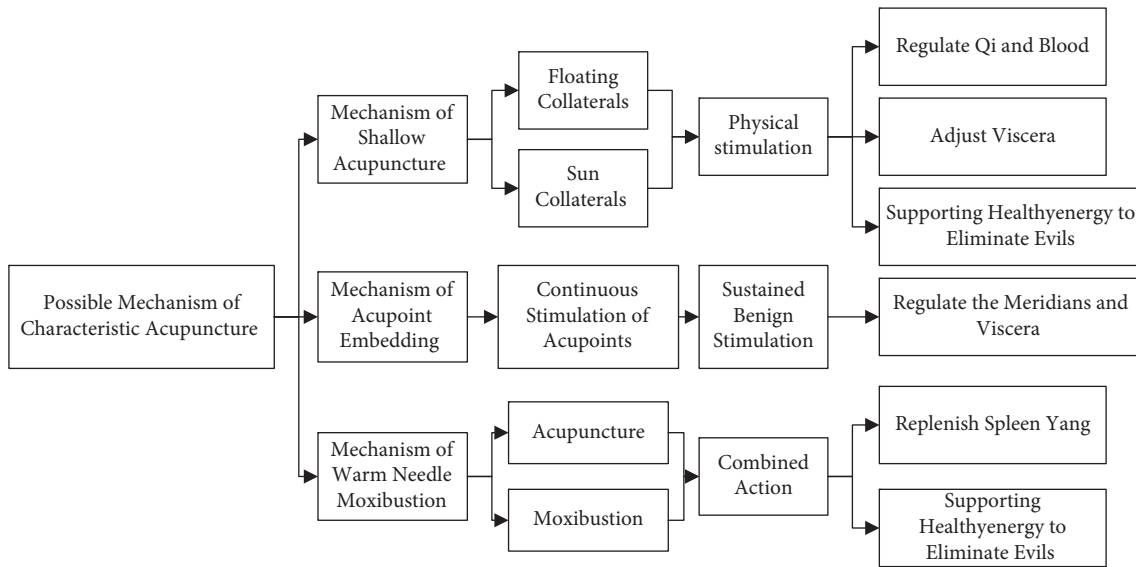 Possible Mechanism of
Characteristic Acupuncture
Mechanism of
Shallow
Acupuncture
Floating
Collaterals
Sun
Collaterals
Physical
stimulation
Regulate Qi and Blood
Adjust Viscera
Supporting Healthyenergy to
Eliminate Evils
Mechanism of
Acupoint
Embedding
Continuous
Stimulation of
Acupoints
Sustained
Benign
Stimulation
Regulate the Meridians and
Viscera
Mechanism of
Warm Needle
Moxibustion
Acupuncture
Moxibustion
Combined
Action
Replenish Spleen Yang
Supporting
Healthyenergy to
Eliminate Evils